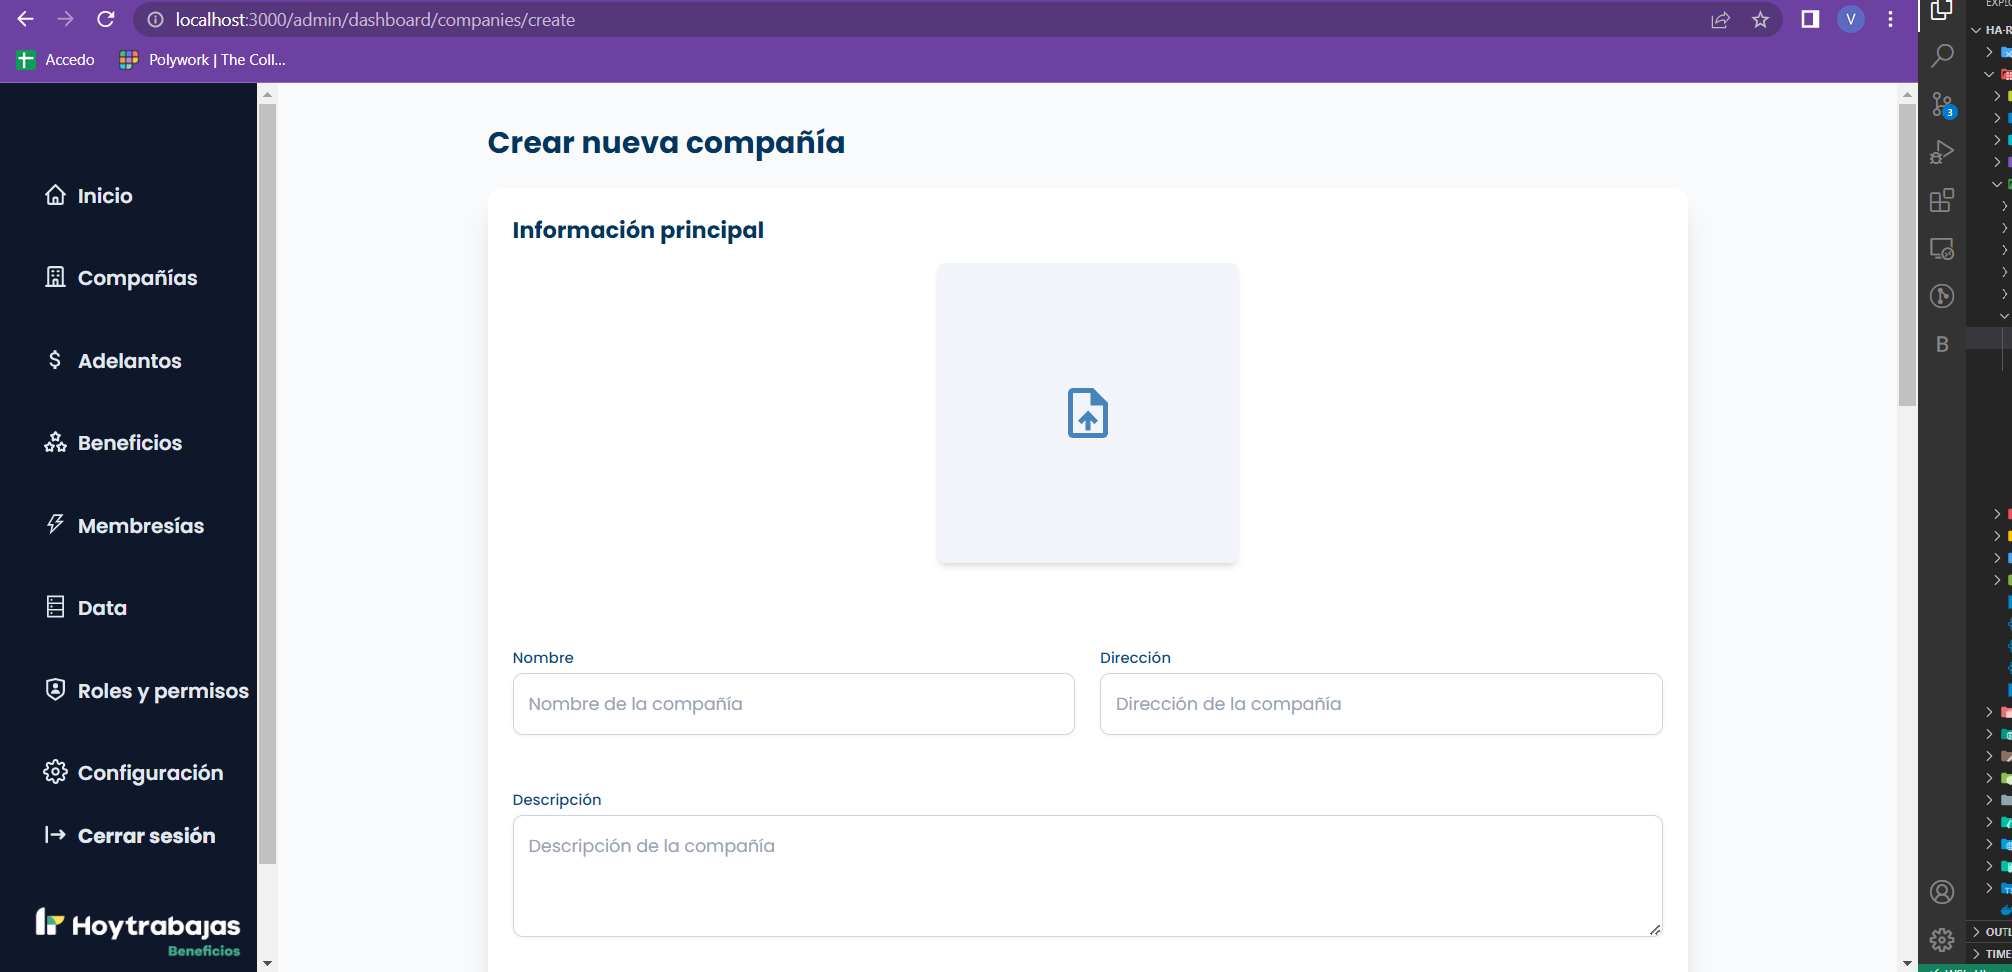 localhost:3000/admin/dashboard/companies/create
V
Accedo
Polywork | The Coll...
HA-R
3
Crear nueva compañía
Inicio
Información principal
Compañías
Adelantos
B
Beneficios
Membresías
Data
Nombre
Dirección
Roles y permisos
Nombre de la compañía
Dirección de la compañía
Configuración
Descripción
Cerrar sesión
Descripción de la compañía
Hoytrabajas
Beneficios
OUTL
TIME